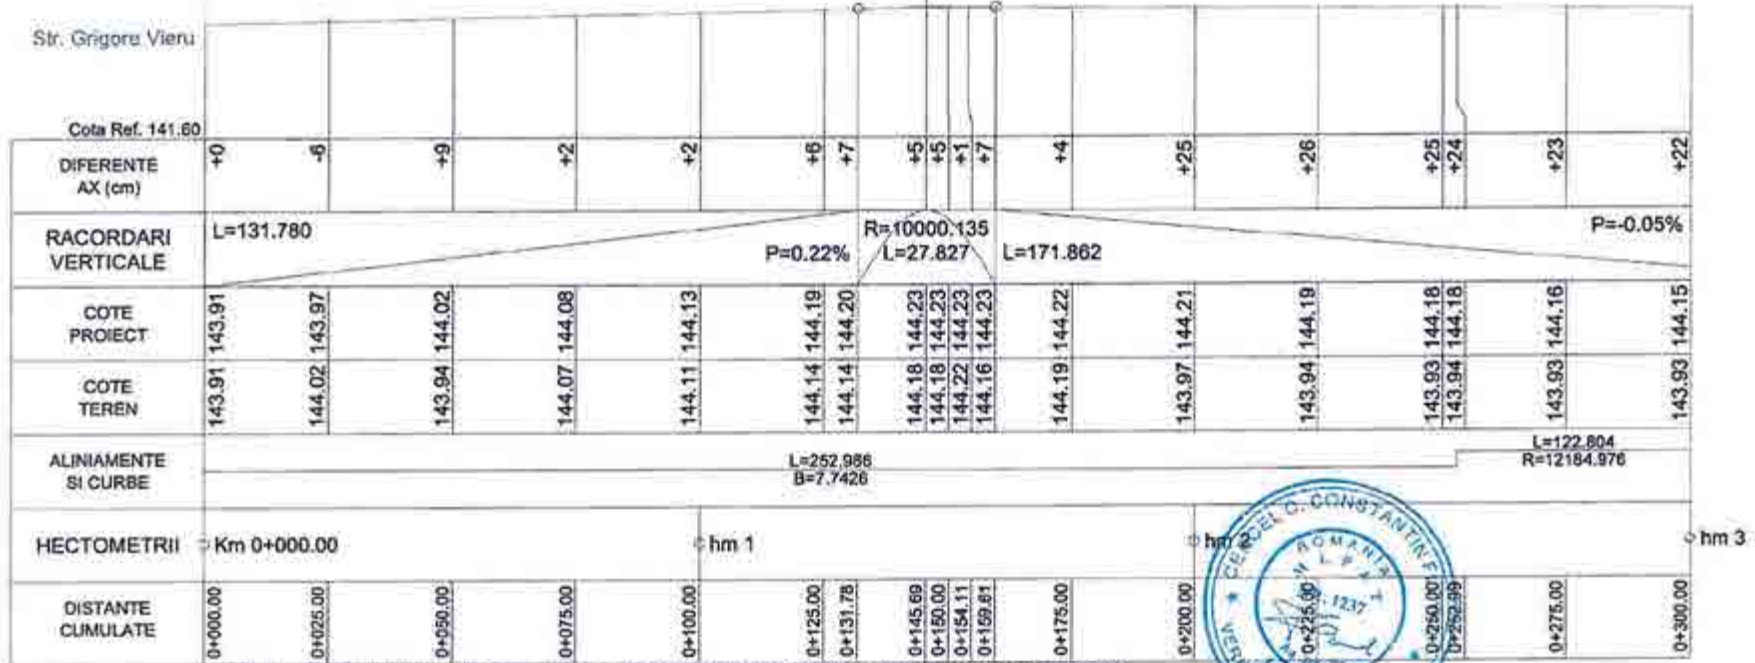 Str. Grigore Vieru
Cota Ref. 141.60
DIFERENTE
AX (cm)
+0 -6 +9 +2 +2 +6 +7 +5 +5 +1 +7 +4 +25 +26 +25 +24 +23 +22
RACORDARI
VERTICALE
L=131.780
P=0.22%
R=10000.135
L=27.827
L=171.862
P=-0.05%
COTE
PROIECT
143.91 143.97 144.02 144.08 144.13 144.19 144.20 144.23 144.23 144.23 144.23 144.22 144.21 144.19 144.18 144.18 144.16 144.15
COTE
TEREN
143.91 144.02 143.94 144.07 144.11 144.14 144.14 144.18 144.18 144.22 144.16 144.19 143.97 143.94 143.93 143.94 143.93 143.93
ALINIAMENTE
SI CURBE
L=252.986
B=7.7426
L=122.804
R=12184.976
HECTOMETRII
Km 0+000.00
hm 1
hm 2
hm 3
DISTANTE
CUMULATE
0+000.00 0+025.00 0+050.00 0+075.00 0+100.00 0+125.00 0+131.78 0+145.69 0+150.00 0+154.11 0+159.61 0+175.00 0+200.00 0+225.00 0+250.00 0+252.99 0+275.00 0+300.00
CONSTANTIN
ROMANIA
1237